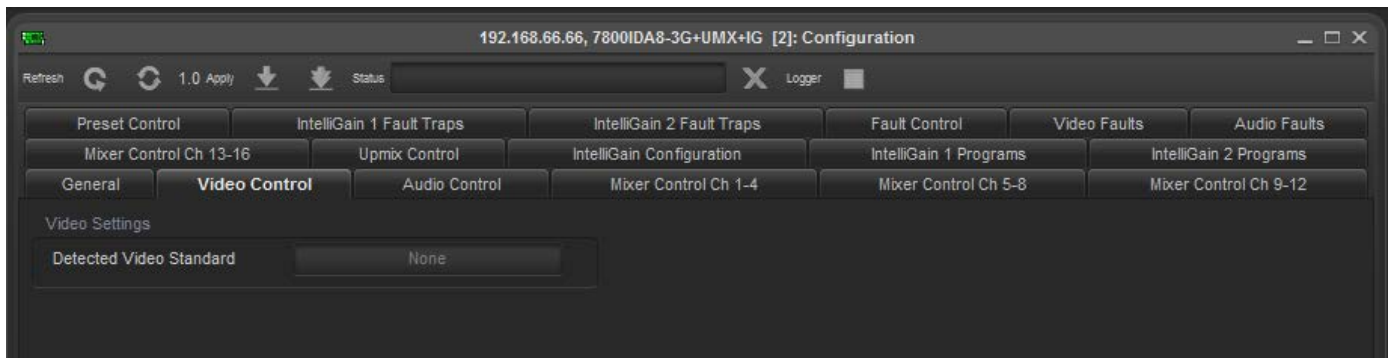 192.168.66.66, 7800IDA8-3G+UMX+IG [2]: Configuration
Refresh 1.0 Apply Status Logger
Preset Control IntelliGain 1 Fault Traps IntelliGain 2 Fault Traps Fault Control Video Faults Audio Faults
Mixer Control Ch 13-16 Upmix Control IntelliGain Configuration IntelliGain 1 Programs IntelliGain 2 Programs
General Video Control Audio Control Mixer Control Ch 1-4 Mixer Control Ch 5-8 Mixer Control Ch 9-12
Video Settings
Detected Video Standard None